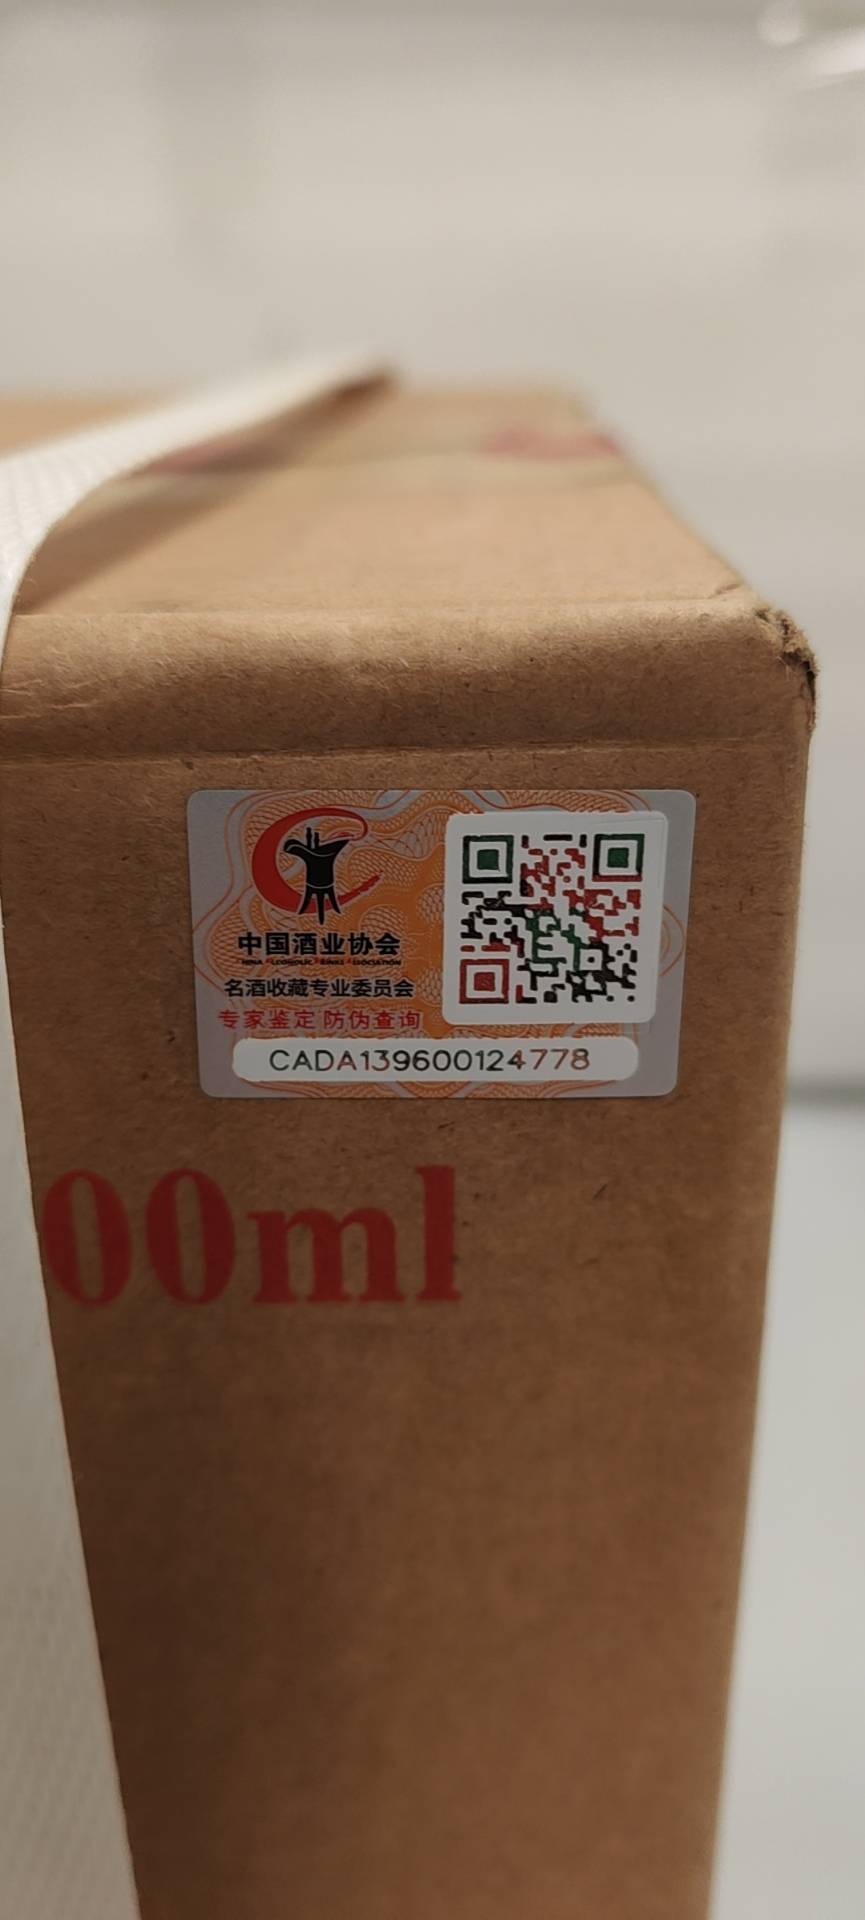 中国酒业协会
名酒收藏专业委员会
专家鉴定 防伪查询
CADA139600124778
00ml